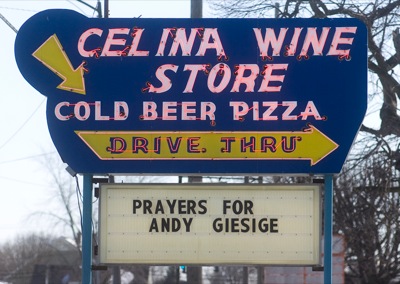 CELINA WINE
STORE
COLD BEER PIZZA
DRIVE THRU
PRAYERS FOR
ANDY GIESIGE